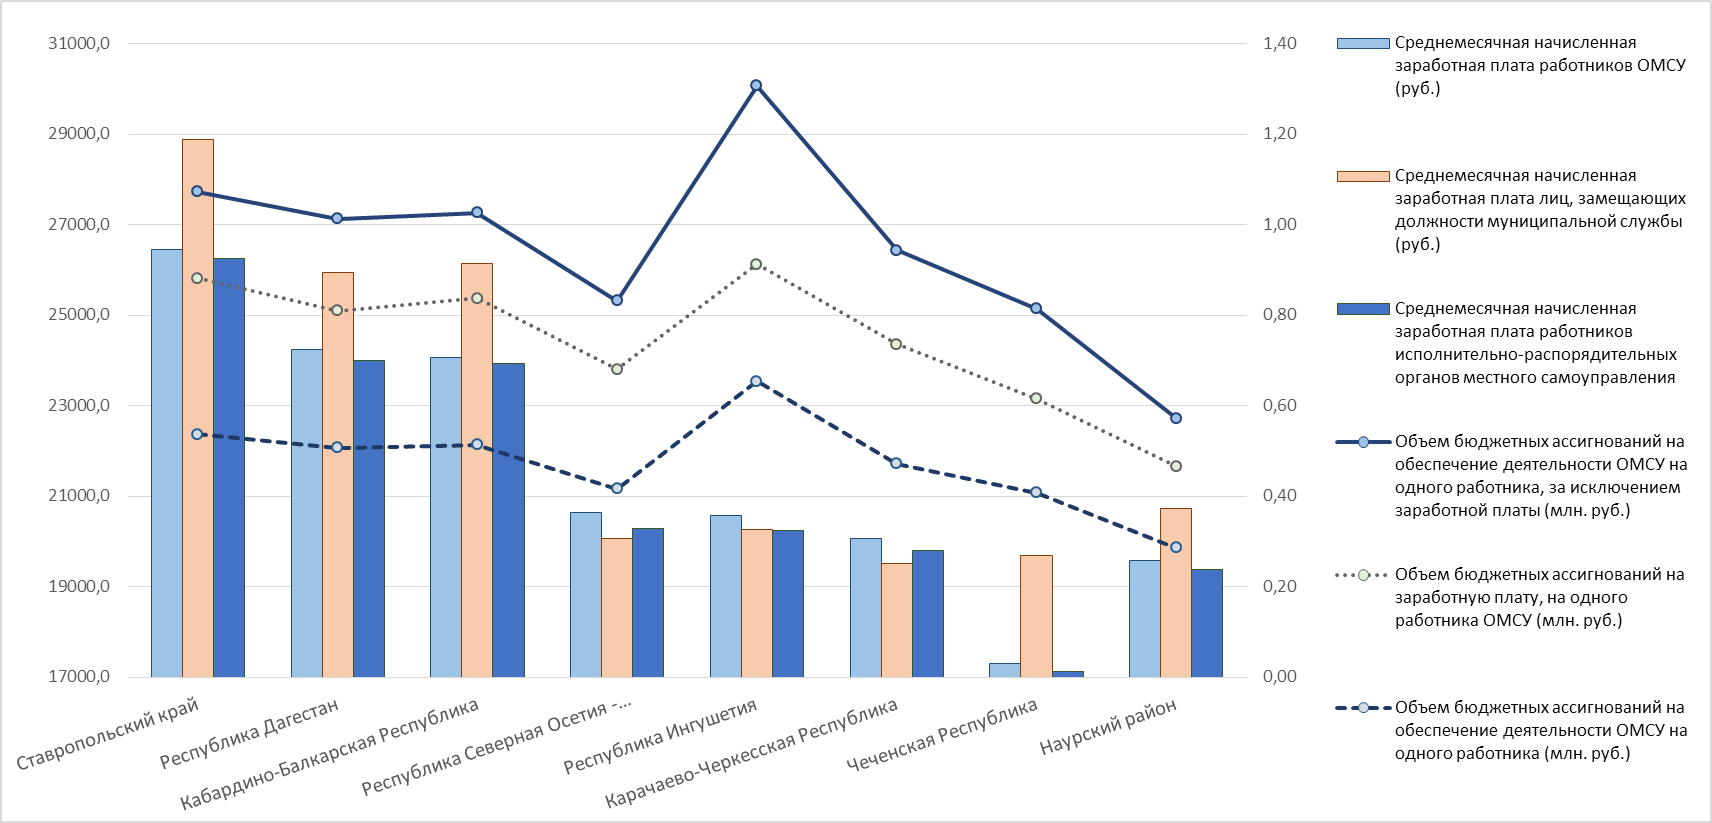 31000,0
29000,0
27000,0
25000,0
23000,0
21000,0
19000,0
17000,0
1,40
1,20
1,00
0,80
0,60
0,40
0,20
0,00
Ставропольский край
Республика Дагестан
Кабардино-Балкарская Республика
Республика Северная Осетия -...
Республика Ингушетия
Карачаево-Черкесская Республика
Чеченская Республика
Наурский район
Среднемесячная начисленная
заработная плата работников ОМСУ
(руб.)
Среднемесячная начисленная
заработная плата лиц, замещающих
должности муниципальной службы
(руб.)
Среднемесячная начисленная
заработная плата работников
исполнительно-распорядительных
органов местного самоуправления
Объем бюджетных ассигнований на
обеспечение деятельности ОМСУ на
одного работника, за исключением
заработной платы (млн. руб.)
Объем бюджетных ассигнований на
заработную плату, на одного
работника ОМСУ (млн. руб.)
Объем бюджетных ассигнований на
обеспечение деятельности ОМСУ на
одного работника (млн. руб.)